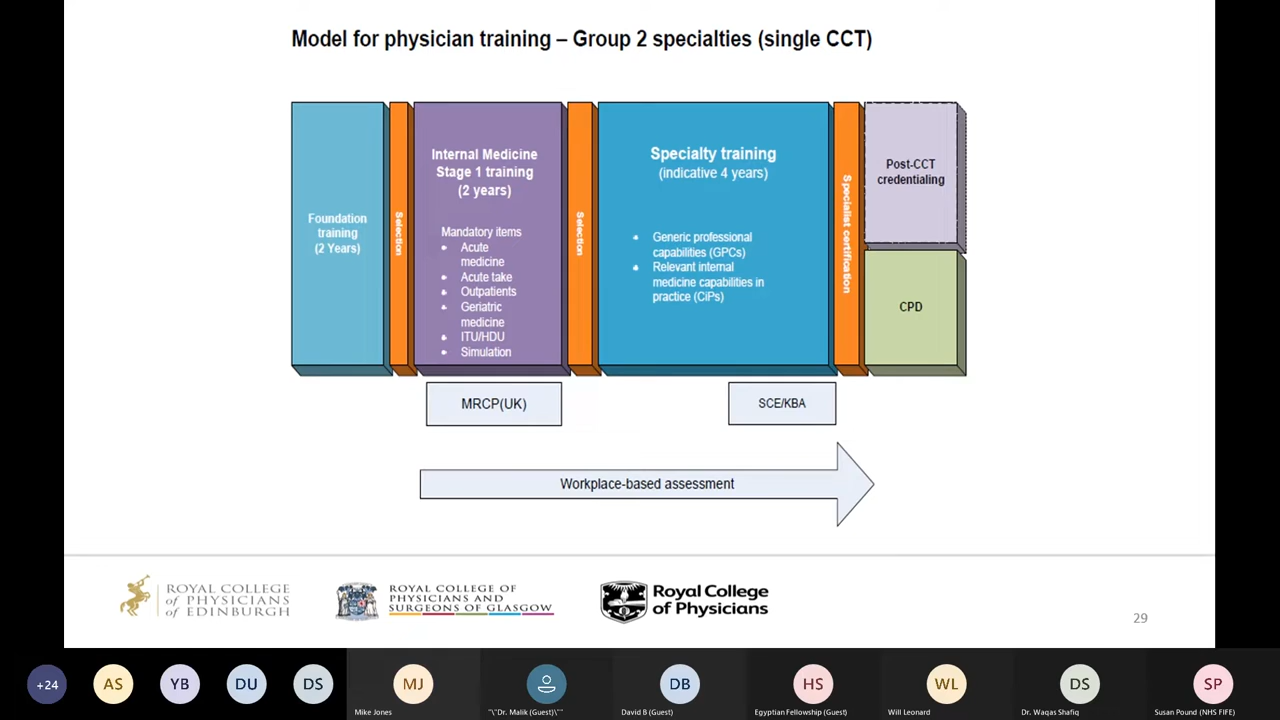 Model for physician training – Group 2 specialties (single CCT)
Foundation
training
(2 Years)
Selection
Internal Medicine
Stage 1 training
(2 years)
Mandatory items
Acute
medicine
Acute take
Outpatients
Geriatric
medicine
ITU/HDU
Simulation
Selection
Specialty training
(indicative 4 years)
Generic professional
capabilities (GPCs)
Relevant internal
medicine capabilities in
practice (CiPs)
Specialist certification
Post-CCT
credentialing
CPD
MRCP(UK)
SCE/KBA
Workplace-based assessment
ROYAL COLLEGE
of PHYSICIANS
of EDINBURGH
ROYAL COLLEGE OF
PHYSICIANS AND
SURGEONS OF GLASGOW
Royal College
of Physicians
29
+24
AS
YB
DU
DS
MJ
DB
HS
WL
DS
SP
Mike Jones
"\"Dr. Malik (Guest)\""
David B (Guest)
Egyptian Fellowship (Guest)
Will Leonard
Dr. Waqas Shafiq
Susan Pound (NHS FIFE)